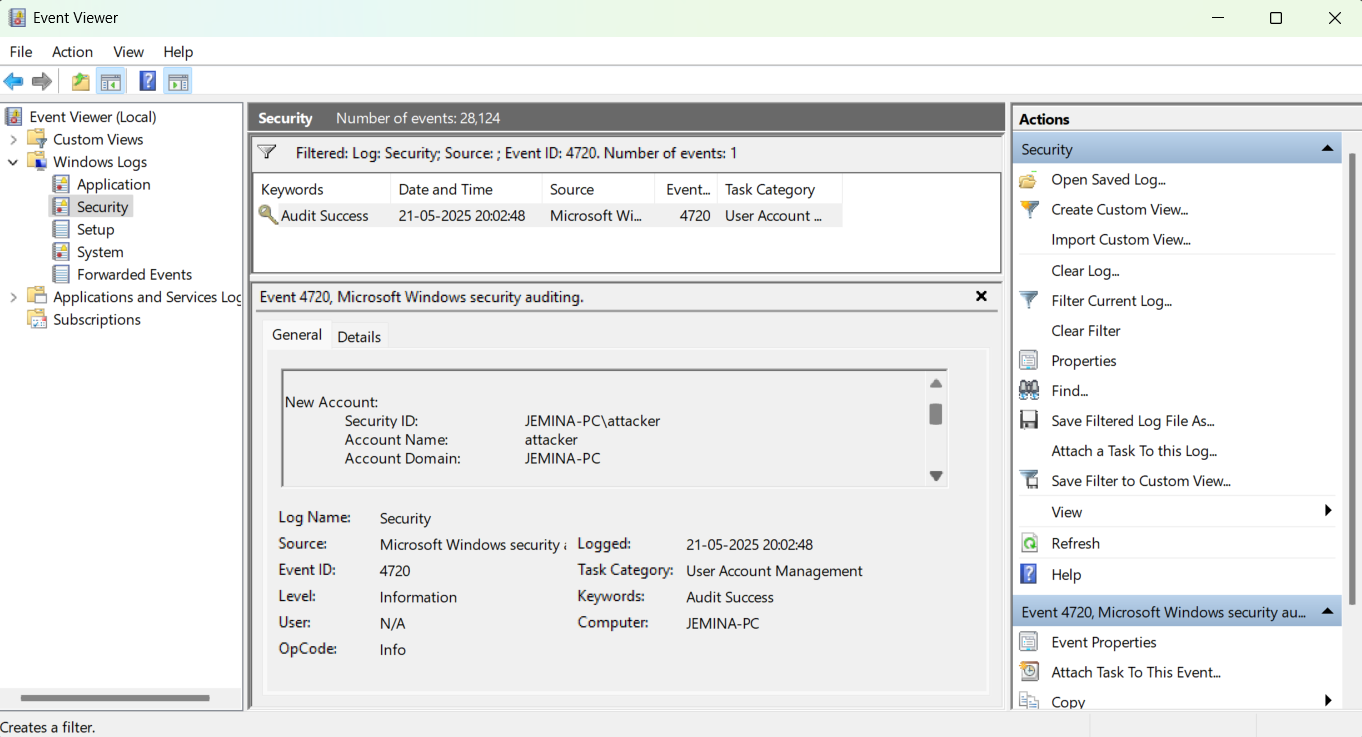 Event Viewer
File Action View Help
Event Viewer (Local)
Custom Views
Windows Logs
Application
Security
Setup
System
Forwarded Events
Applications and Services Log
Subscriptions
Security Number of events: 28,124
Filtered: Log: Security; Source: ; Event ID: 4720. Number of events: 1
Keywords Date and Time Source Event... Task Category
Audit Success 21-05-2025 20:02:48 Microsoft Wi... 4720 User Account ...
Event 4720, Microsoft Windows security auditing.
General Details
New Account:
Security ID: JEMINA-PC\attacker
Account Name: attacker
Account Domain: JEMINA-PC
Log Name: Security
Source: Microsoft Windows security Logged: 21-05-2025 20:02:48
Event ID: 4720 Task Category: User Account Management
Level: Information Keywords: Audit Success
User: N/A Computer: JEMINA-PC
OpCode: Info
Actions
Security
Open Saved Log...
Create Custom View...
Import Custom View...
Clear Log...
Filter Current Log...
Clear Filter
Properties
Find...
Save Filtered Log File As...
Attach a Task To this Log...
Save Filter to Custom View...
View
Refresh
Help
Event 4720, Microsoft Windows security au...
Event Properties
Attach Task To This Event...
Copy
Creates a filter.